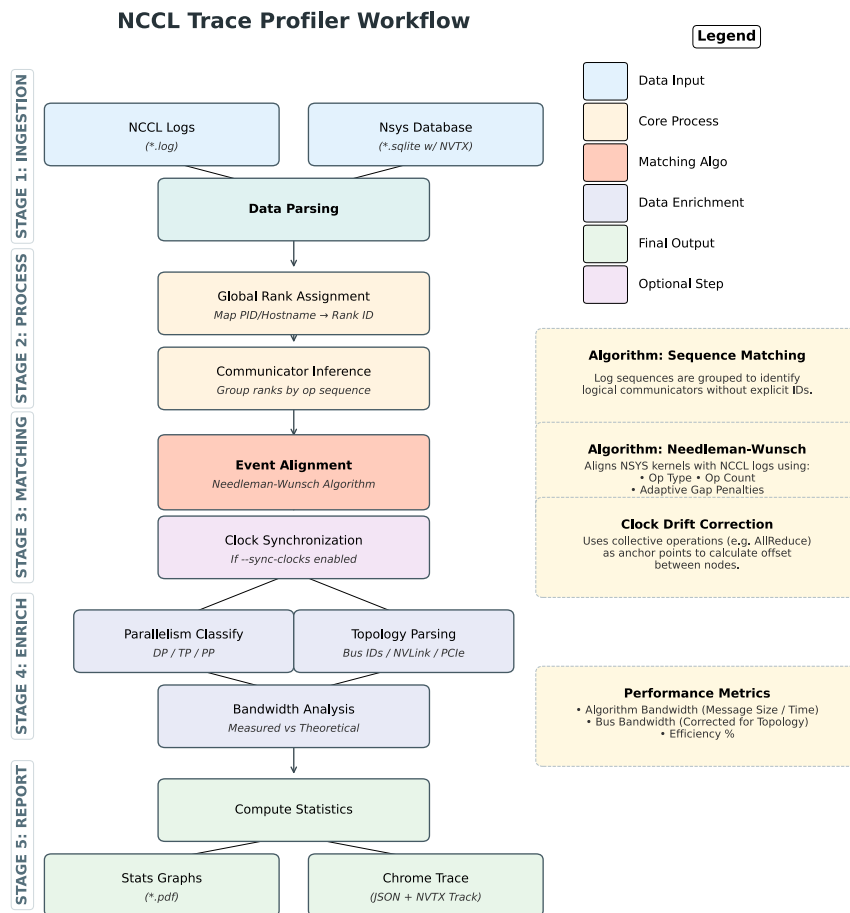 NCCL Trace Profiler Workflow
Legend
Data Input
Core Process
Matching Algo
Data Enrichment
Final Output
Optional Step
STAGE 1: INGESTION
NCCL Logs
(*.log)
Nsys Database
(*.sqlite w/ NVTX)
Data Parsing
STAGE 2: PROCESS
Global Rank Assignment
Map PID/Hostname → Rank ID
Communicator Inference
Group ranks by op sequence
Algorithm: Sequence Matching
Log sequences are grouped to identify
logical communicators without explicit IDs.
STAGE 3: MATCHING
Event Alignment
Needleman-Wunsch Algorithm
Algorithm: Needleman-Wunsch
Aligns NSYS kernels with NCCL logs using:
• Op Type • Op Count
• Adaptive Gap Penalties
Clock Synchronization
If --sync-clocks enabled
Clock Drift Correction
Uses collective operations (e.g. AllReduce)
as anchor points to calculate offset
between nodes.
STAGE 4: ENRICH
Parallelism Classify
DP / TP / PP
Topology Parsing
Bus IDs / NVLink / PCIe
Bandwidth Analysis
Measured vs Theoretical
Performance Metrics
• Algorithm Bandwidth (Message Size / Time)
• Bus Bandwidth (Corrected for Topology)
• Efficiency %
STAGE 5: REPORT
Compute Statistics
Stats Graphs
(*.pdf)
Chrome Trace
(JSON + NVTX Track)